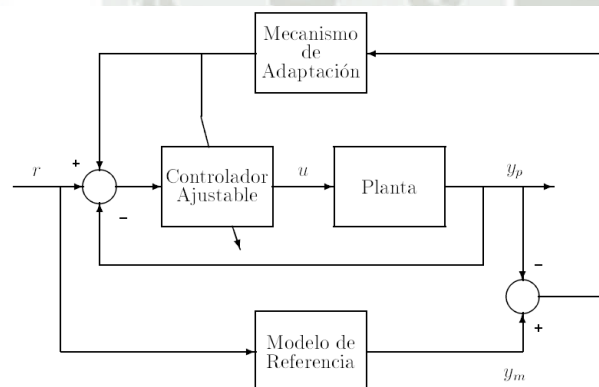 Mecanismo
de
Adaptación
+
r
Controlador
Ajustable
u
Planta
y_p
−
−
+
Modelo de
Referencia
y_m